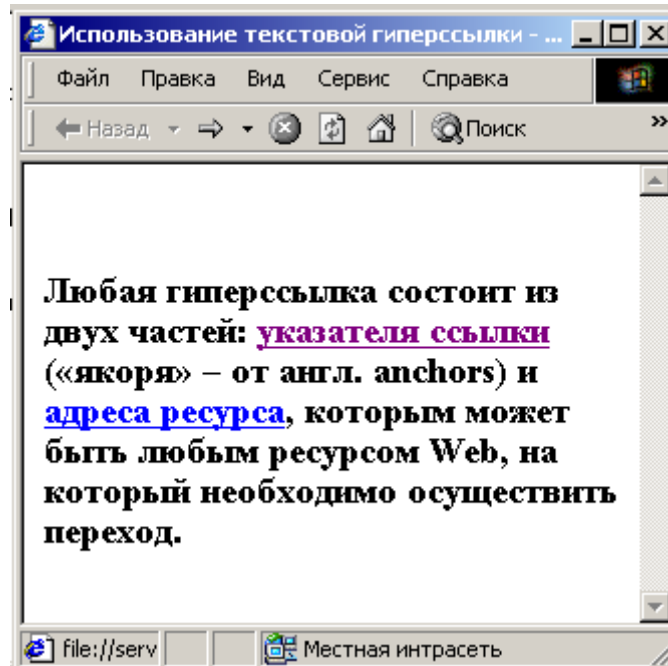 Использование текстовой гиперссылки - ...
Файл Правка Вид Сервис Справка
Назад Поиск »
Любая гиперссылка состоит из
двух частей: указателя ссылки
(«якоря» – от англ. anchors) и
адреса ресурса, которым может
быть любым ресурсом Web, на
который необходимо осуществить
переход.
file://serv Местная интрасеть